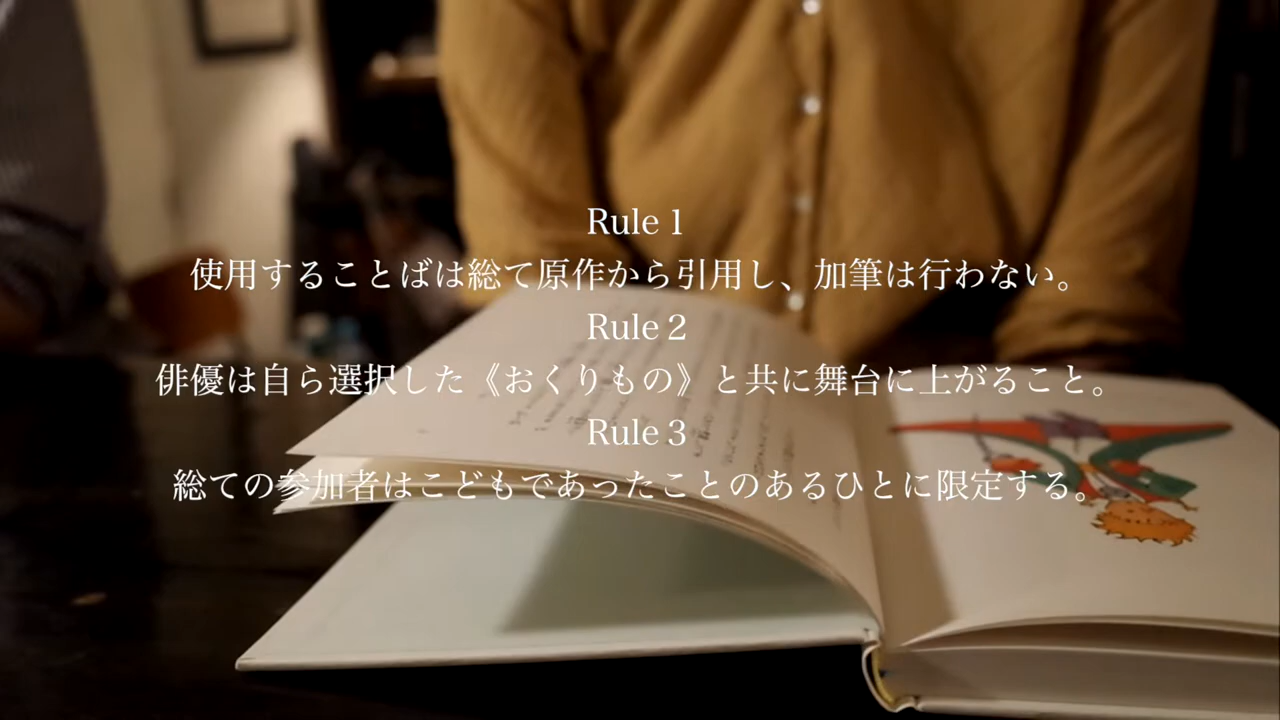 Rule 1
使用することばは総て原作から引用し、加筆は行わない。
Rule 2
俳優は自ら選択した《おくりもの》と共に舞台に上がること。
Rule 3
総ての参加者はこどもであったことのあるひとに限定する。